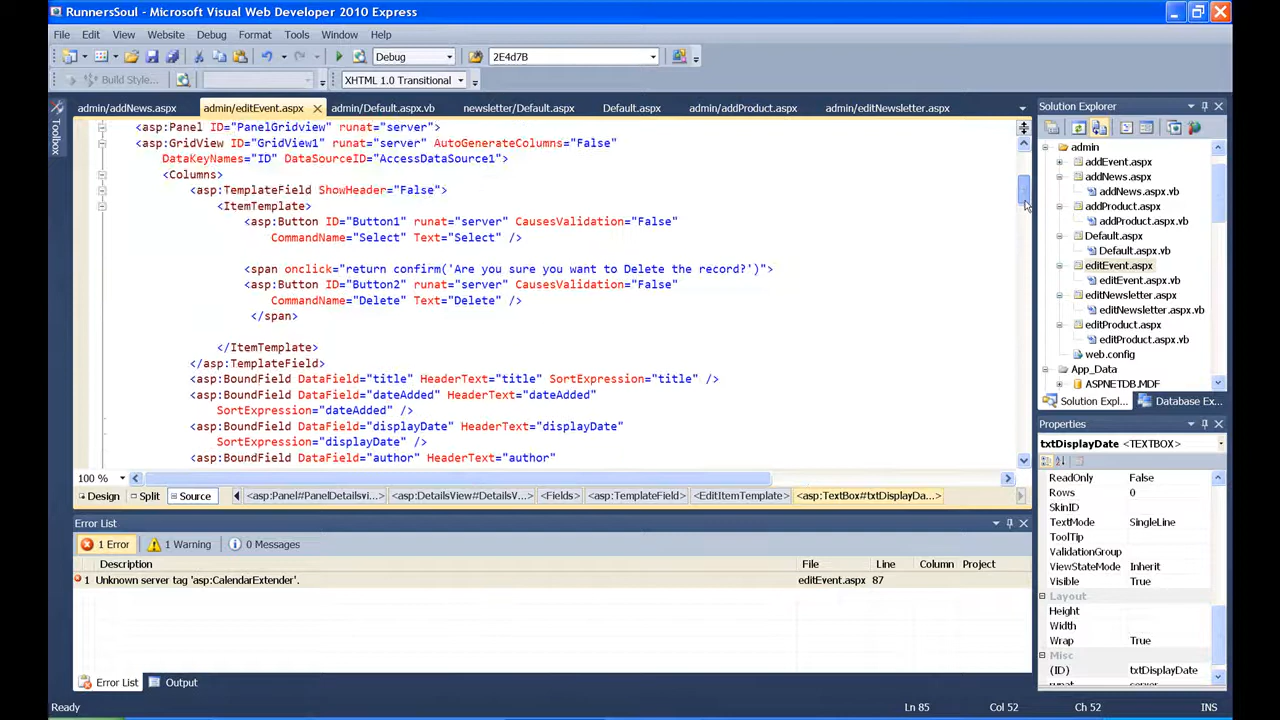 RunnersSoul - Microsoft Visual Web Developer 2010 Express
File Edit View Website Debug Format Tools Window Help
Debug 2E4d7B
Build Style... XHTML 1.0 Transitional
admin/addNews.aspx admin/editEvent.aspx admin/Default.aspx.vb newsletter/Default.aspx Default.aspx admin/addProduct.aspx admin/editNewsletter.aspx
Toolbox
<asp:Panel ID="PanelGridview" runat="server">
<asp:GridView ID="GridView1" runat="server" AutoGenerateColumns="False"
DataKeyNames="ID" DataSourceID="AccessDataSource1">
<Columns>
<asp:TemplateField ShowHeader="False">
<ItemTemplate>
<asp:Button ID="Button1" runat="server" CausesValidation="False"
CommandName="Select" Text="Select" />
<span onclick="return confirm('Are you sure you want to Delete the record?')">
<asp:Button ID="Button2" runat="server" CausesValidation="False"
CommandName="Delete" Text="Delete" />
</span>
</ItemTemplate>
</asp:TemplateField>
<asp:BoundField DataField="title" HeaderText="title" SortExpression="title" />
<asp:BoundField DataField="dateAdded" HeaderText="dateAdded"
SortExpression="dateAdded" />
<asp:BoundField DataField="displayDate" HeaderText="displayDate"
SortExpression="displayDate" />
<asp:BoundField DataField="author" HeaderText="author"
100 %
Design Split Source <asp:Panel#PanelDetailsvi...> <asp:DetailsView#DetailsV...> <Fields> <asp:TemplateField> <EditItemTemplate> <asp:TextBox#txtDisplayDa...>
Error List
1 Error 1 Warning 0 Messages
Description File Line Column Project
1 Unknown server tag 'asp:CalendarExtender'. editEvent.aspx 87
Error List Output
Solution Explorer
admin
addEvent.aspx
addNews.aspx
addNews.aspx.vb
addProduct.aspx
addProduct.aspx.vb
Default.aspx
Default.aspx.vb
editEvent.aspx
editEvent.aspx.vb
editNewsletter.aspx
editNewsletter.aspx.vb
editProduct.aspx
editProduct.aspx.vb
web.config
App_Data
ASPNETDB.MDF
Solution Expl... Database Ex...
Properties
txtDisplayDate <TEXTBOX>
ReadOnly False
Rows 0
SkinID
TextMode SingleLine
ToolTip
ValidationGroup
ViewStateMode Inherit
Visible True
Layout
Height
Width
Wrap True
Misc
(ID) txtDisplayDate
Ready Ln 85 Col 52 Ch 52 INS